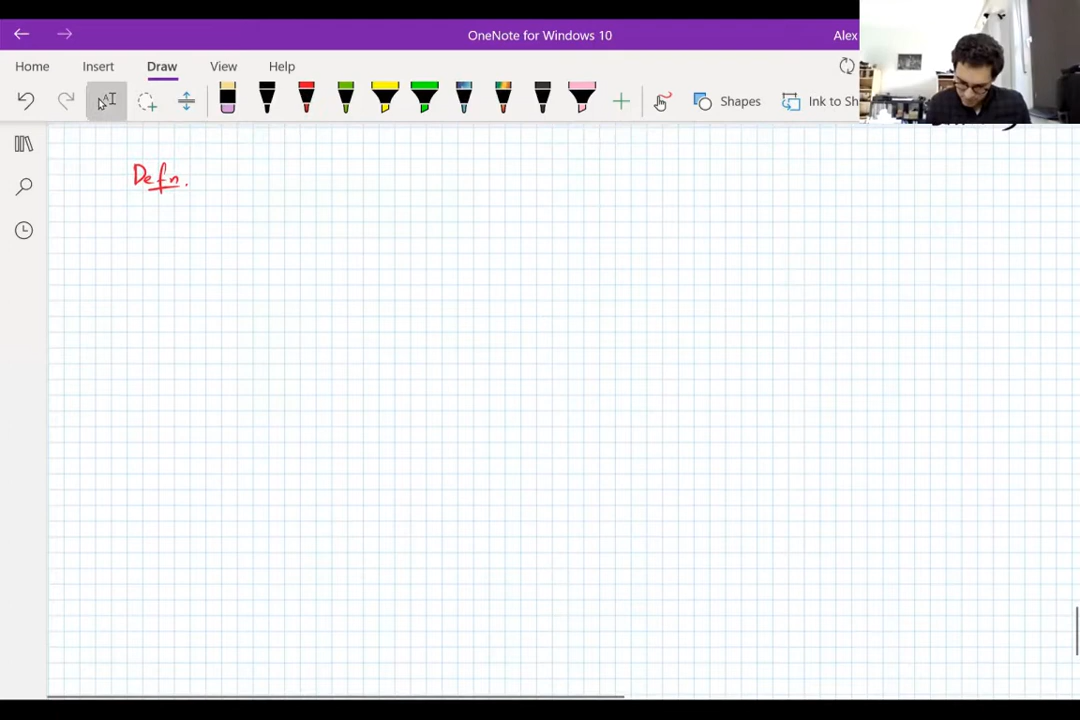 OneNote for Windows 10
Alex
Home Insert Draw View Help
Shapes Ink to Sh
Defn.